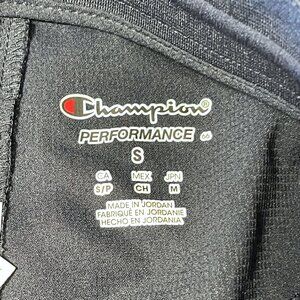 Champion®
PERFORMANCE
S
CA MEX JPN
S/P CH M
MADE IN JORDAN
FABRIQUÉ EN JORDANIE
HECHO EN JORDANIA